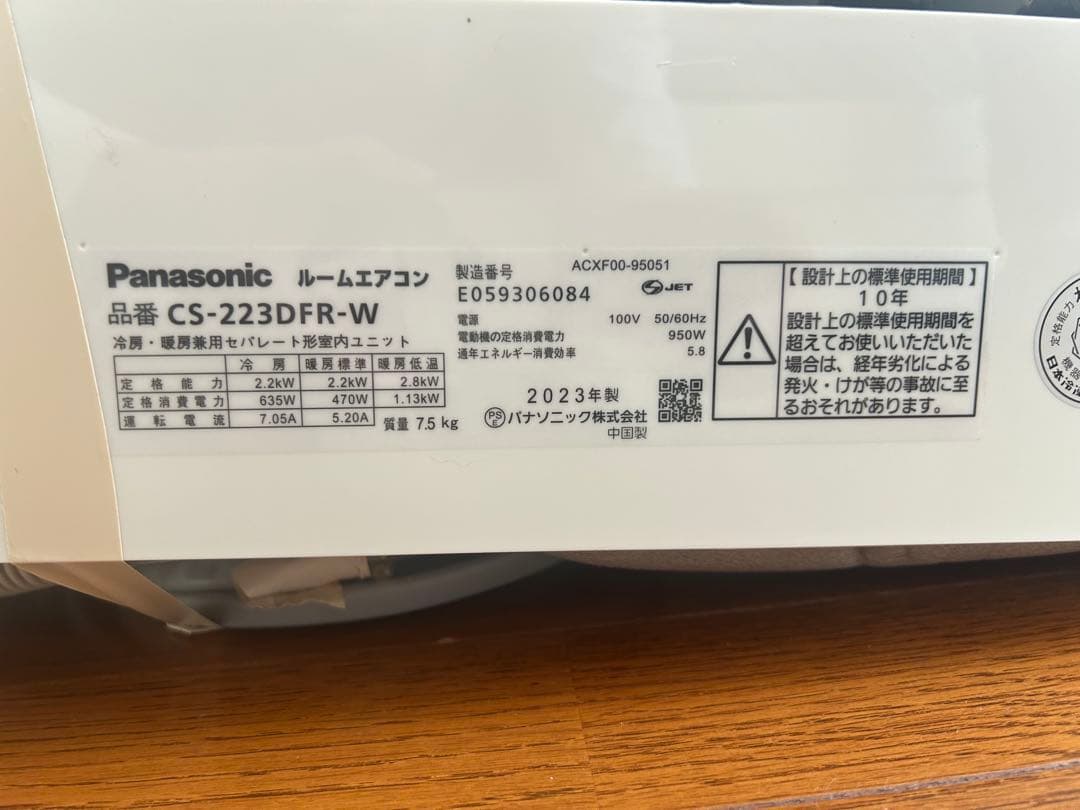 Panasonic ルームエアコン
品番 CS-223DFR-W
冷房・暖房兼用セパレート形室内ユニット
冷房 暖房標準 暖房低温
定格能力 2.2kW 2.2kW 2.8kW
定格消費電力 635W 470W 1.13kW
運転電流 7.05A 5.20A
質量 7.5 kg
製造番号 ACXF00-95051
E059306084 S JET
電源 100V 50/60Hz
電動機の定格消費電力 950W
通年エネルギー消費効率 5.8
2023年製
PSE パナソニック株式会社
中国製
【設計上の標準使用期間】
10年
設計上の標準使用期間を
超えてお使いいただいた
場合は、経年劣化による
発火・けが等の事故に至
るおそれがあります。
定格能力
機器
日本冷